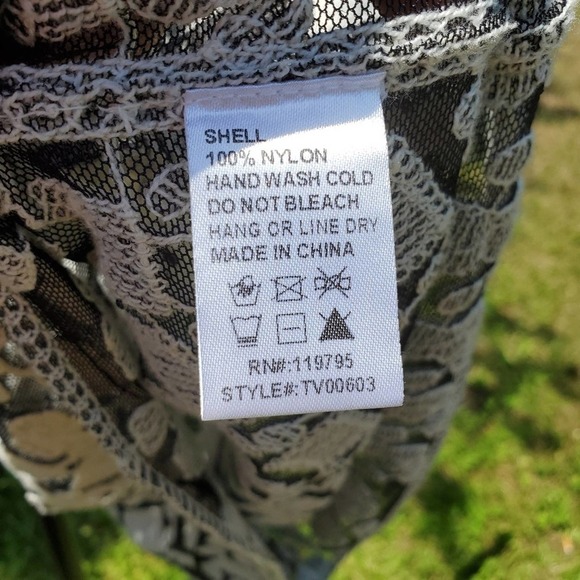 SHELL
100% NYLON
HAND WASH COLD
DO NOT BLEACH
HANG OR LINE DRY
MADE IN CHINA
RN#:119795
STYLE#:TV00603